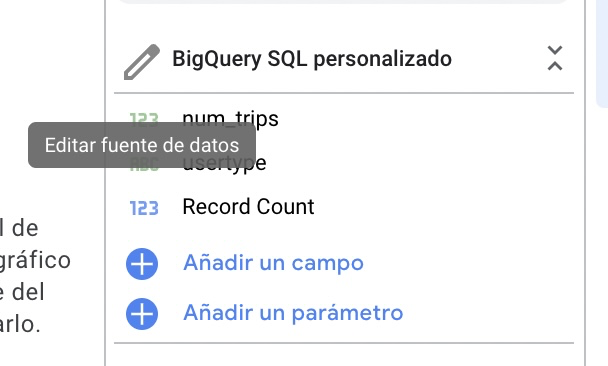 BigQuery SQL personalizado
123 num_trips
Editar fuente de datos
ABC usertype
123 Record Count
Añadir un campo
Añadir un parámetro
l de
gráfico
e del
arlo.